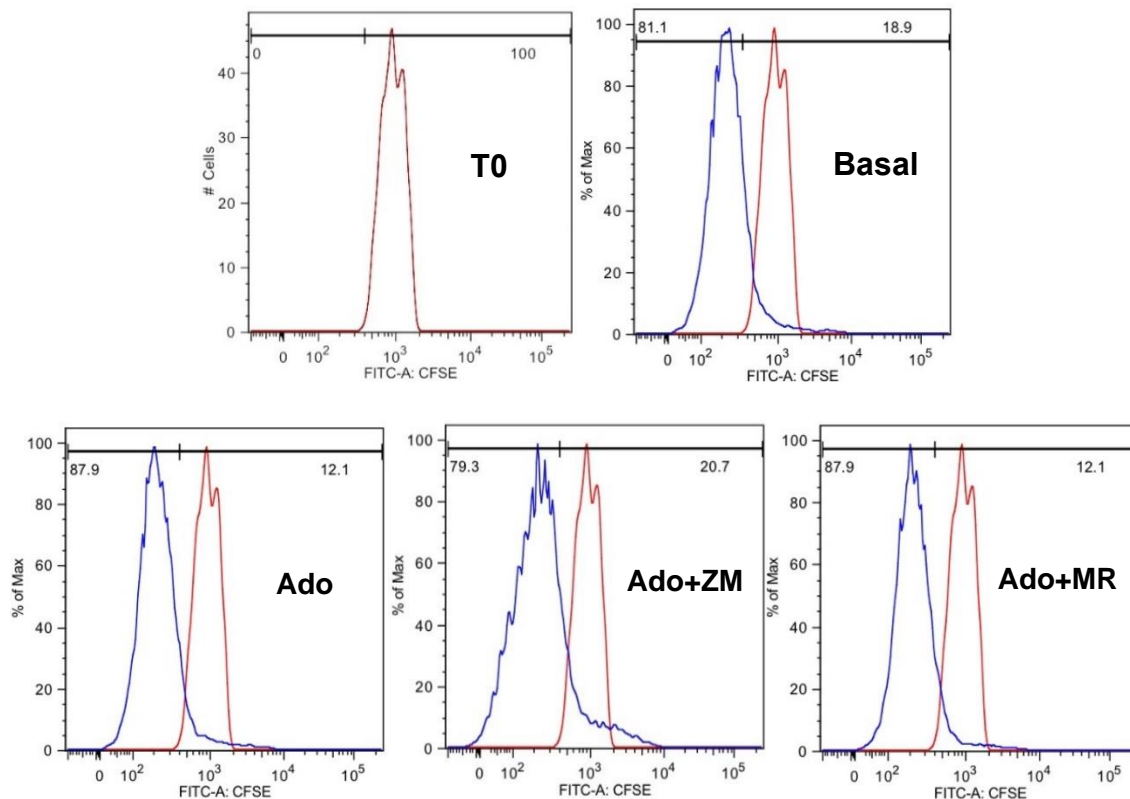 0 100
40
30
20
10
0
# Cells
T0
0 10² 10³ 10⁴ 10⁵
FITC-A: CFSE
81.1 18.9
100
80
60
40
20
0
% of Max
Basal
0 10² 10³ 10⁴ 10⁵
FITC-A: CFSE
87.9 12.1
100
80
60
40
20
0
% of Max
Ado
0 10² 10³ 10⁴ 10⁵
FITC-A: CFSE
79.3 20.7
100
80
60
40
20
0
% of Max
Ado+ZM
0 10² 10³ 10⁴ 10⁵
FITC-A: CFSE
87.9 12.1
100
80
60
40
20
0
% of Max
Ado+MR
0 10² 10³ 10⁴ 10⁵
FITC-A: CFSE